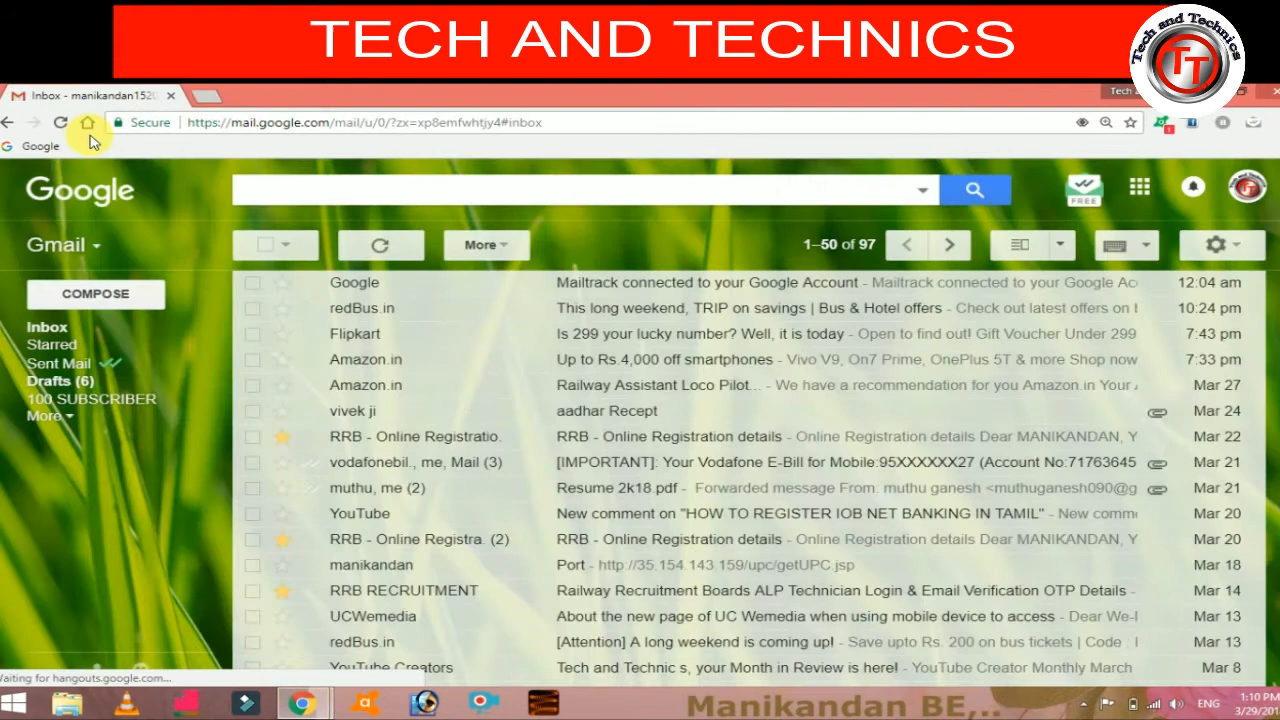 TECH AND TECHNICS
Tech and Technics
TT
Inbox - manikandan152
Tech
Secure
https://mail.google.com/mail/u/0/?zx=xp8emfwhtjy4#inbox
Google
Google
FREE
Gmail
More
1–50 of 97
COMPOSE
Inbox
Starred
Sent Mail
Drafts (6)
100 SUBSCRIBER
More
Google Mailtrack connected to your Google Account - Mailtrack connected to your Google Ac 12:04 am
redBus.in This long weekend, TRIP on savings | Bus & Hotel offers - Check out latest offers on 10:24 pm
Flipkart Is 299 your lucky number? Well, it is today - Open to find out! Gift Voucher Under 299 7:43 pm
Amazon.in Up to Rs.4,000 off smartphones - Vivo V9, On7 Prime, OnePlus 5T & more Shop now 7:33 pm
Amazon.in Railway Assistant Loco Pilot... - We have a recommendation for you Amazon.in Your Mar 27
vivek ji aadhar Recept Mar 24
RRB - Online Registratio. RRB - Online Registration details - Online Registration details Dear MANIKANDAN, Y Mar 22
vodafonebil., me, Mail (3) [IMPORTANT]: Your Vodafone E-Bill for Mobile:95XXXXXX27 (Account No:71763645 Mar 21
muthu, me (2) Resume 2k18.pdf - Forwarded message From: muthu ganesh <muthuganesh090@g Mar 21
YouTube New comment on "HOW TO REGISTER IOB NET BANKING IN TAMIL" - New comm Mar 20
RRB - Online Registra. (2) RRB - Online Registration details - Online Registration details Dear MANIKANDAN, Y Mar 20
manikandan Port - http://35.154.143.159/upc/getUPC.jsp Mar 18
RRB RECRUITMENT Railway Recruitment Boards ALP Technician Login & Email Verification OTP Details - Mar 14
UCWemedia About the new page of UC Wemedia when using mobile device to access - Dear We- Mar 13
redBus.in [Attention] A long weekend is coming up! - Save upto Rs. 200 on bus tickets | Code : Mar 13
YouTube Creators Tech and Technic s, your Month in Review is here! - YouTube Creator Monthly March Mar 8
Waiting for hangouts.google.com...
Manikandan BE,..
ENG
1:10 PM
3/29/201